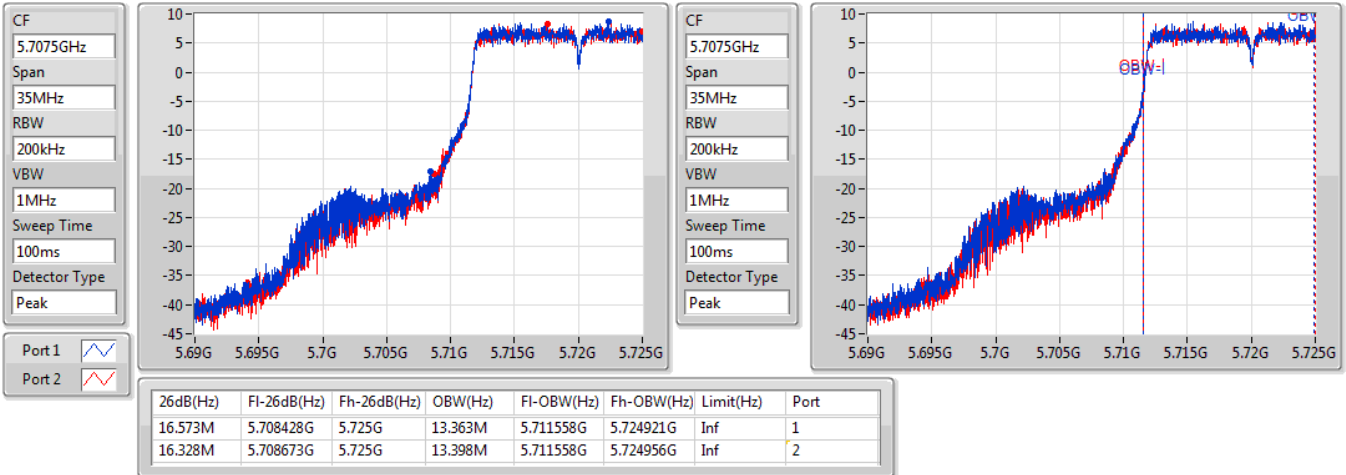 CF
5.7075GHz
Span
35MHz
RBW
200kHz
VBW
1MHz
Sweep Time
100ms
Detector Type
Peak
Port 1
Port 2
10
5
0
-5
-10
-15
-20
-25
-30
-35
-40
-45
5.69G 5.695G 5.7G 5.705G 5.71G 5.715G 5.72G 5.725G
CF
5.7075GHz
Span
35MHz
RBW
200kHz
VBW
1MHz
Sweep Time
100ms
Detector Type
Peak
10
5
0
-5
-10
-15
-20
-25
-30
-35
-40
-45
OBW-l
5.69G 5.695G 5.7G 5.705G 5.71G 5.715G 5.72G 5.725G
26dB(Hz) Fl-26dB(Hz) Fh-26dB(Hz) OBW(Hz) Fl-OBW(Hz) Fh-OBW(Hz) Limit(Hz) Port
16.573M 5.708428G 5.725G 13.363M 5.711558G 5.724921G Inf 1
16.328M 5.708673G 5.725G 13.398M 5.711558G 5.724956G Inf 2